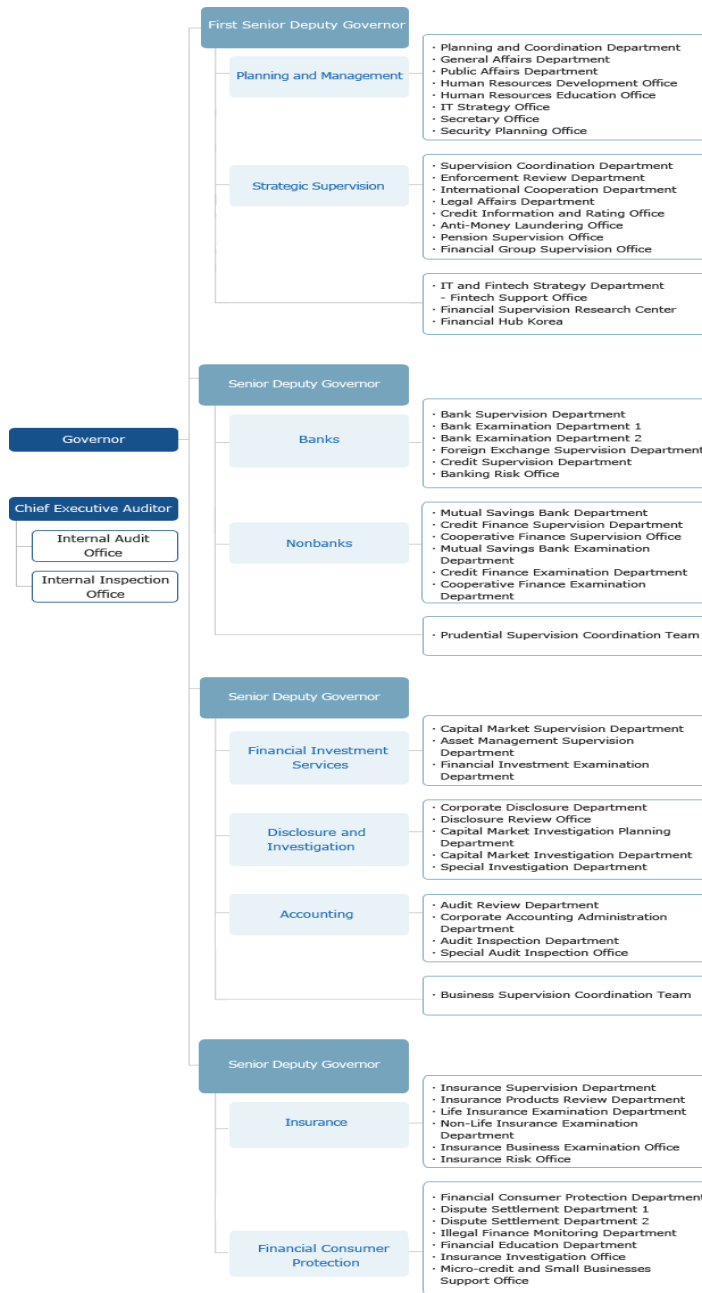 First Senior Deputy Governor
Planning and Management
· Planning and Coordination Department
· General Affairs Department
· Public Affairs Department
· Human Resources Development Office
· Human Resources Education Office
· IT Strategy Office
· Secretary Office
· Security Planning Office
Strategic Supervision
· Supervision Coordination Department
· Enforcement Review Department
· International Cooperation Department
· Legal Affairs Department
· Credit Information and Rating Office
· Anti-Money Laundering Office
· Pension Supervision Office
· Financial Group Supervision Office
· IT and Fintech Strategy Department
- Fintech Support Office
· Financial Supervision Research Center
· Financial Hub Korea
Governor
Chief Executive Auditor
Internal Audit
Office
Internal Inspection
Office
Senior Deputy Governor
Banks
· Bank Supervision Department
· Bank Examination Department 1
· Bank Examination Department 2
· Foreign Exchange Supervision Department
· Credit Supervision Department
· Banking Risk Office
Nonbanks
· Mutual Savings Bank Department
· Credit Finance Supervision Department
· Cooperative Finance Supervision Office
· Mutual Savings Bank Examination
Department
· Credit Finance Examination Department
· Cooperative Finance Examination
Department
· Prudential Supervision Coordination Team
Senior Deputy Governor
Financial Investment
Services
· Capital Market Supervision Department
· Asset Management Supervision
Department
· Financial Investment Examination
Department
Disclosure and
Investigation
· Corporate Disclosure Department
· Disclosure Review Office
· Capital Market Investigation Planning
Department
· Capital Market Investigation Department
· Special Investigation Department
Accounting
· Audit Review Department
· Corporate Accounting Administration
Department
· Audit Inspection Department
· Special Audit Inspection Office
· Business Supervision Coordination Team
Senior Deputy Governor
Insurance
· Insurance Supervision Department
· Insurance Products Review Department
· Life Insurance Examination Department
· Non-Life Insurance Examination
Department
· Insurance Business Examination Office
· Insurance Risk Office
Financial Consumer
Protection
· Financial Consumer Protection Department
· Dispute Settlement Department 1
· Dispute Settlement Department 2
· Illegal Finance Monitoring Department
· Financial Education Department
· Insurance Investigation Office
· Micro-credit and Small Businesses
Support Office